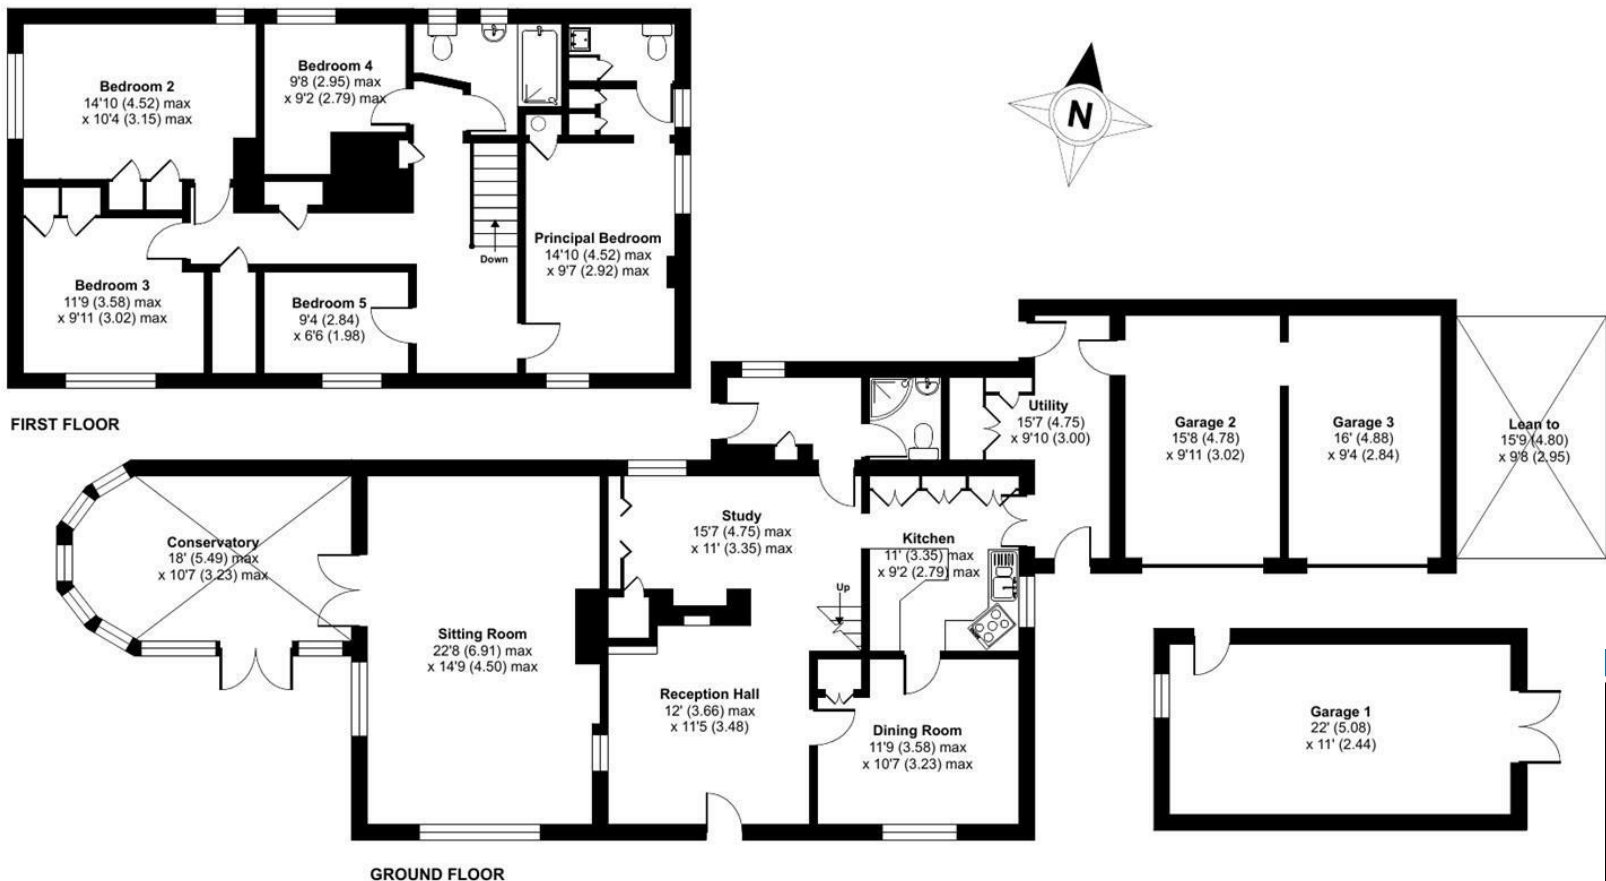 Bedroom 2
14'10 (4.52) max
x 10'4 (3.15) max
Bedroom 4
9'8 (2.95) max
x 9'2 (2.79) max
N
Principal Bedroom
14'10 (4.52) max
x 9'7 (2.92) max
Down
Bedroom 3
11'9 (3.58) max
x 9'11 (3.02) max
Bedroom 5
9'4 (2.84)
x 6'6 (1.98)
FIRST FLOOR
Utility
15'7 (4.75)
x 9'10 (3.00)
Garage 2
15'8 (4.78)
x 9'11 (3.02)
Garage 3
16' (4.88)
x 9'4 (2.84)
Lean to
15'9 (4.80)
x 9'8 (2.95)
Conservatory
18' (5.49) max
x 10'7 (3.23) max
Study
15'7 (4.75) max
x 11' (3.35) max
Kitchen
11' (3.35) max
x 9'2 (2.79) max
Up
Sitting Room
22'8 (6.91) max
x 14'9 (4.50) max
Reception Hall
12' (3.66) max
x 11'5 (3.48)
Dining Room
11'9 (3.58) max
x 10'7 (3.23) max
Garage 1
22' (5.08)
x 11' (2.44)
GROUND FLOOR